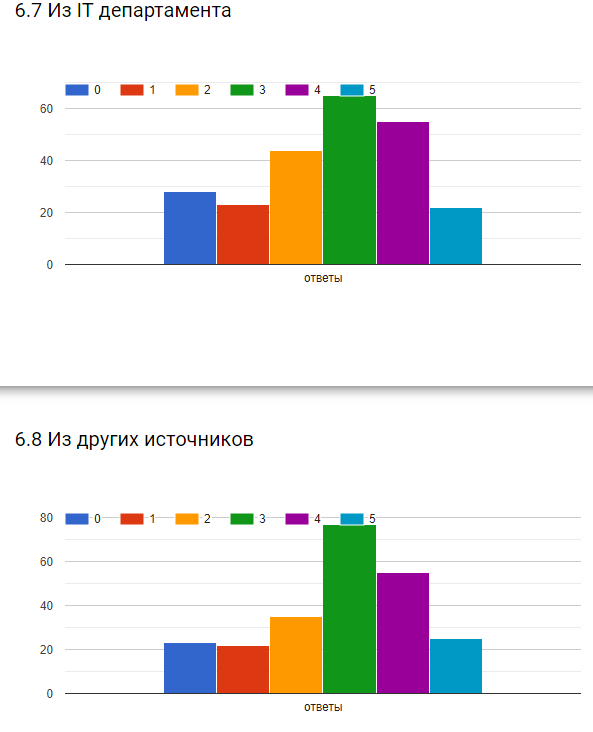 6.7 Из IT департамента
0 1 2 3 4 5
60
40
20
0
ответы
6.8 Из других источников
80 0 1 2 3 4 5
60
40
20
0
ответы